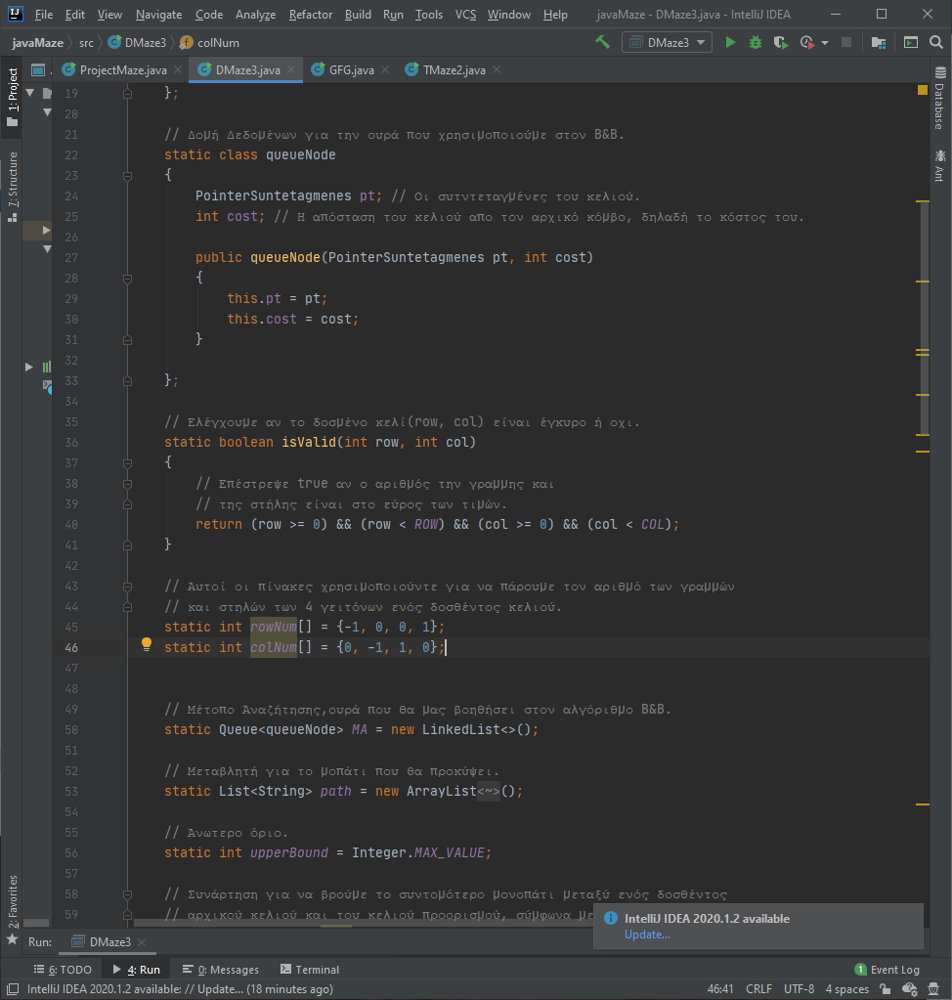 File Edit View Navigate Code Analyze Refactor Build Run Tools VCS Window Help javaMaze - DMaze3.java - IntelliJ IDEA
javaMaze src DMaze3 colNum DMaze3
ProjectMaze.java DMaze3.java GFG.java TMaze2.java
1: Project
7: Structure
2: Favorites
Database
Ant
19 };
20
21 // Δομή Δεδομένων για την ουρά που χρησιμοποιούμε στον B&B.
22 static class queueNode
23 {
24 PointerSuntetagmenes pt; // Οι συτντεταγμένες του κελιού.
25 int cost; // Η απόσταση του κελιού απο τον αρχικό κόμβο, δηλαδή το κόστος του.
26
27 public queueNode(PointerSuntetagmenes pt, int cost)
28 {
29 this.pt = pt;
30 this.cost = cost;
31 }
32
33 };
34
35 // Ελέγχουμε αν το δοσμένο κελί(row, col) είναι έγκυρο ή οχι.
36 static boolean isValid(int row, int col)
37 {
38 // Επέστρεψε true αν ο αριθμός την γραμμης και
39 // της στήλης είναι στο εύρος των τιμών.
40 return (row >= 0) && (row < ROW) && (col >= 0) && (col < COL);
41 }
42
43 // Αυτοί οι πίνακες χρησιμοποιούντε για να πάρουμε τον αριθμό των γραμμών
44 // και στηλών των 4 γειτόνων ενός δοσθέντος κελιού.
45 static int rowNum[] = {-1, 0, 0, 1};
46 static int colNum[] = {0, -1, 1, 0};
47
48
49 // Μέτοπο Αναζήτησης,ουρά που θα μας βοηθήσει στον αλγόριθμο B&B.
50 static Queue<queueNode> MA = new LinkedList<>();
51
52 // Μεταβλητή για το μοπάτι που θα προκύψει.
53 static List<String> path = new ArrayList<~>();
54
55 // Άνωτερο όριο.
56 static int upperBound = Integer.MAX_VALUE;
57
58 // Συνάρτηση για να βρούμε το συντομότερο μονοπάτι μεταξύ ενός δοσθέντος
59 // αρχικού κελιού και του κελιού προορισμού, σύμφωνα με
IntelliJ IDEA 2020.1.2 available
Update...
Run: DMaze3
6: TODO 4: Run 0: Messages Terminal 1 Event Log
IntelliJ IDEA 2020.1.2 available: // Update... (18 minutes ago) 46:41 CRLF UTF-8 4 spaces